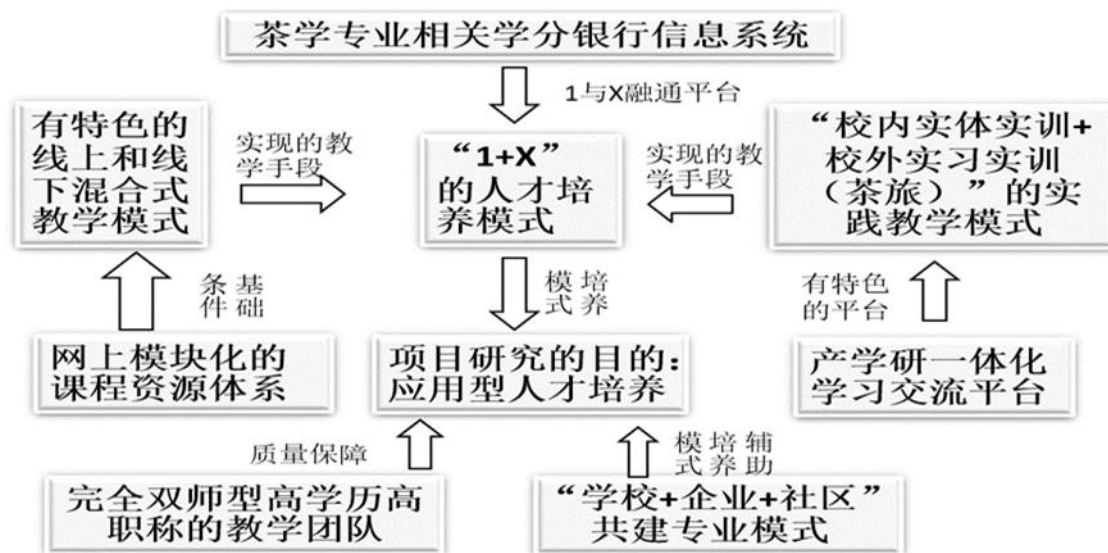 茶学专业相关学分银行信息系统
1与X融通平台
有特色的
线上和线
下混合式
教学模式
实现的教
学手段
“1+X”
的人才培
养模式
实现的教
学手段
“校内实体实训+
校外实习实训
（茶旅）”的实
践教学模式
条 基
件 础
模 培
式 养
有特色
的平台
网上模块化的
课程资源体系
项目研究的目的：
应用型人才培养
产学研一体化
学习交流平台
质量保障
模 培 辅
式 养 助
完全双师型高学历高
职称的教学团队
“学校+企业+社区”
共建专业模式